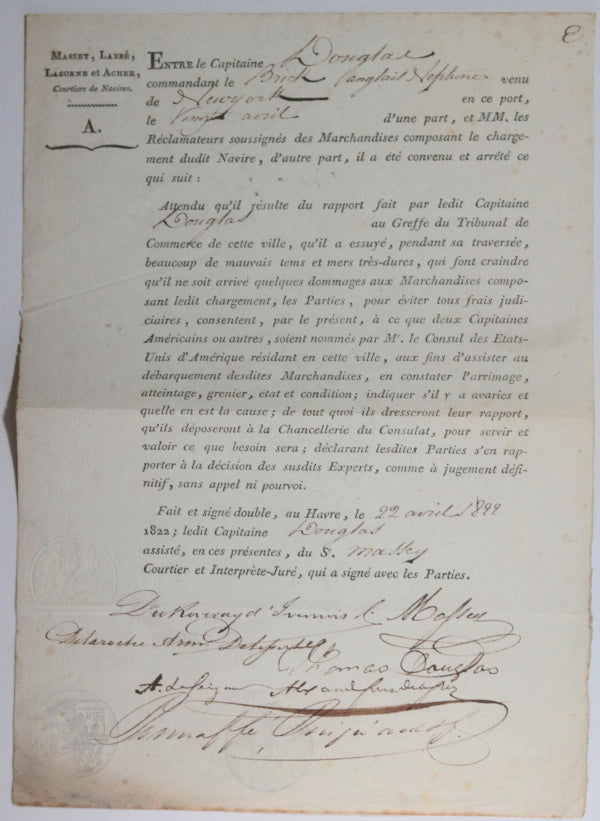 Massey, Labbé,
Lacorne et Acher,
Courtiers de Navires.
A.
Entre le Capitaine Douglas
commandant le Brick anglais Neptune venu
de Newyork en ce port,
le Vingt avril d'une part, et MM. les
Réclamateurs soussignés des Marchandises composant le charge-
ment dudit Navire, d'autre part, il a été convenu et arrêté ce
qui suit :
Attendu qu'il résulte du rapport fait par ledit Capitaine
Douglas au Greffe du Tribunal de
Commerce de cette ville, qu'il a essuyé, pendant sa traversée,
beaucoup de mauvais tems et mers très-dures, qui font craindre
qu'il ne soit arrivé quelques dommages aux Marchandises compo-
sant ledit chargement, les Parties, pour éviter tous frais judi-
ciaires, consentent, par le présent, à ce que deux Capitaines
Américains ou autres, soient nommés par Mr. le Consul des Etats-
Unis d'Amérique résidant en cette ville, aux fins d'assister au
débarquement desdites Marchandises, en constater l'arrimage,
atteintage, grenier, etat et condition; indiquer s'il y a avaries et
quelle en est la cause; de tout quoi ils dresseront leur rapport,
qu'ils déposeront à la Chancellerie du Consulat, pour servir et
valoir ce que besoin sera; déclarant lesdites Parties s'en rap-
porter à la décision des susdits Experts, comme à jugement défi-
nitif, sans appel ni pourvoi.
Fait et signé double, au Havre, le 22 avril 1822
1822; ledit Capitaine Douglas
assisté, en ces présentes, du Sr. Massey
Courtier et Interprète-Juré, qui a signé avec les Parties.
Massey
Delaroche Arm Delessert
Thomas Douglas